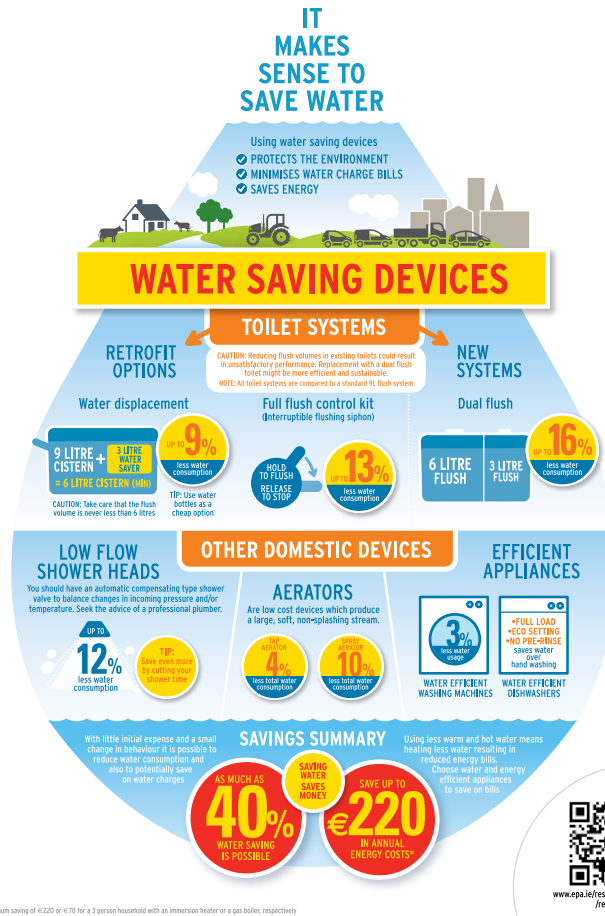 IT
MAKES
SENSE TO
SAVE WATER
Using water saving devices
PROTECTS THE ENVIRONMENT
MINIMISES WATER CHARGE BILLS
SAVES ENERGY
WATER SAVING DEVICES
TOILET SYSTEMS
CAUTION: Reducing flush volumes in existing toilets could result
in unsatisfactory performance. Replacement with a dual flush
toilet might be more efficient and sustainable.
NOTE: All toilet systems are compared to a standard 9L flush system
RETROFIT
OPTIONS
Water displacement
9 LITRE
CISTERN
+
3 LITRE
WATER
SAVER
= 6 LITRE CISTERN (MIN)
CAUTION: Take care that the flush
volume is never less than 6 litres
UP TO 9%
less water
consumption
TIP: Use water
bottles as a
cheap option
Full flush control kit
(Interruptible flushing siphon)
HOLD
TO FLUSH
RELEASE
TO STOP
UP TO 13%
less water
consumption
NEW
SYSTEMS
Dual flush
6 LITRE
FLUSH
3 LITRE
FLUSH
UP TO 16%
less water
consumption
OTHER DOMESTIC DEVICES
LOW FLOW
SHOWER HEADS
You should have an automatic compensating type shower
valve to balance changes in incoming pressure and/or
temperature. Seek the advice of a professional plumber.
UP TO
12%
less water
consumption
TIP:
Save even more
by cutting your
shower time
AERATORS
Are low cost devices which produce
a large, soft, non-splashing stream.
TAP
AERATOR
4%
less total water
consumption
SPRAY
AERATOR
10%
less total water
consumption
EFFICIENT
APPLIANCES
3%
less water
usage
WATER EFFICIENT
WASHING MACHINES
•FULL LOAD
•ECO SETTING
•NO PRE-RINSE
saves water
over
hand washing
WATER EFFICIENT
DISHWASHERS
SAVINGS SUMMARY
With little initial expense and a small
change in behaviour it is possible to
reduce water consumption and
also to potentially save
on water charges
AS MUCH AS
40%
WATER SAVING
IS POSSIBLE
SAVING
WATER
SAVES
MONEY
SAVE UP TO
€220
IN ANNUAL
ENERGY COSTS*
Using less warm and hot water means
heating less water resulting in
reduced energy bills.
Choose water and energy
efficient appliances
to save on bills
www.epa.ie/res
/re
num saving of €220 or €70 for a 3 person household with an immersion heater or a gas boiler, respectively